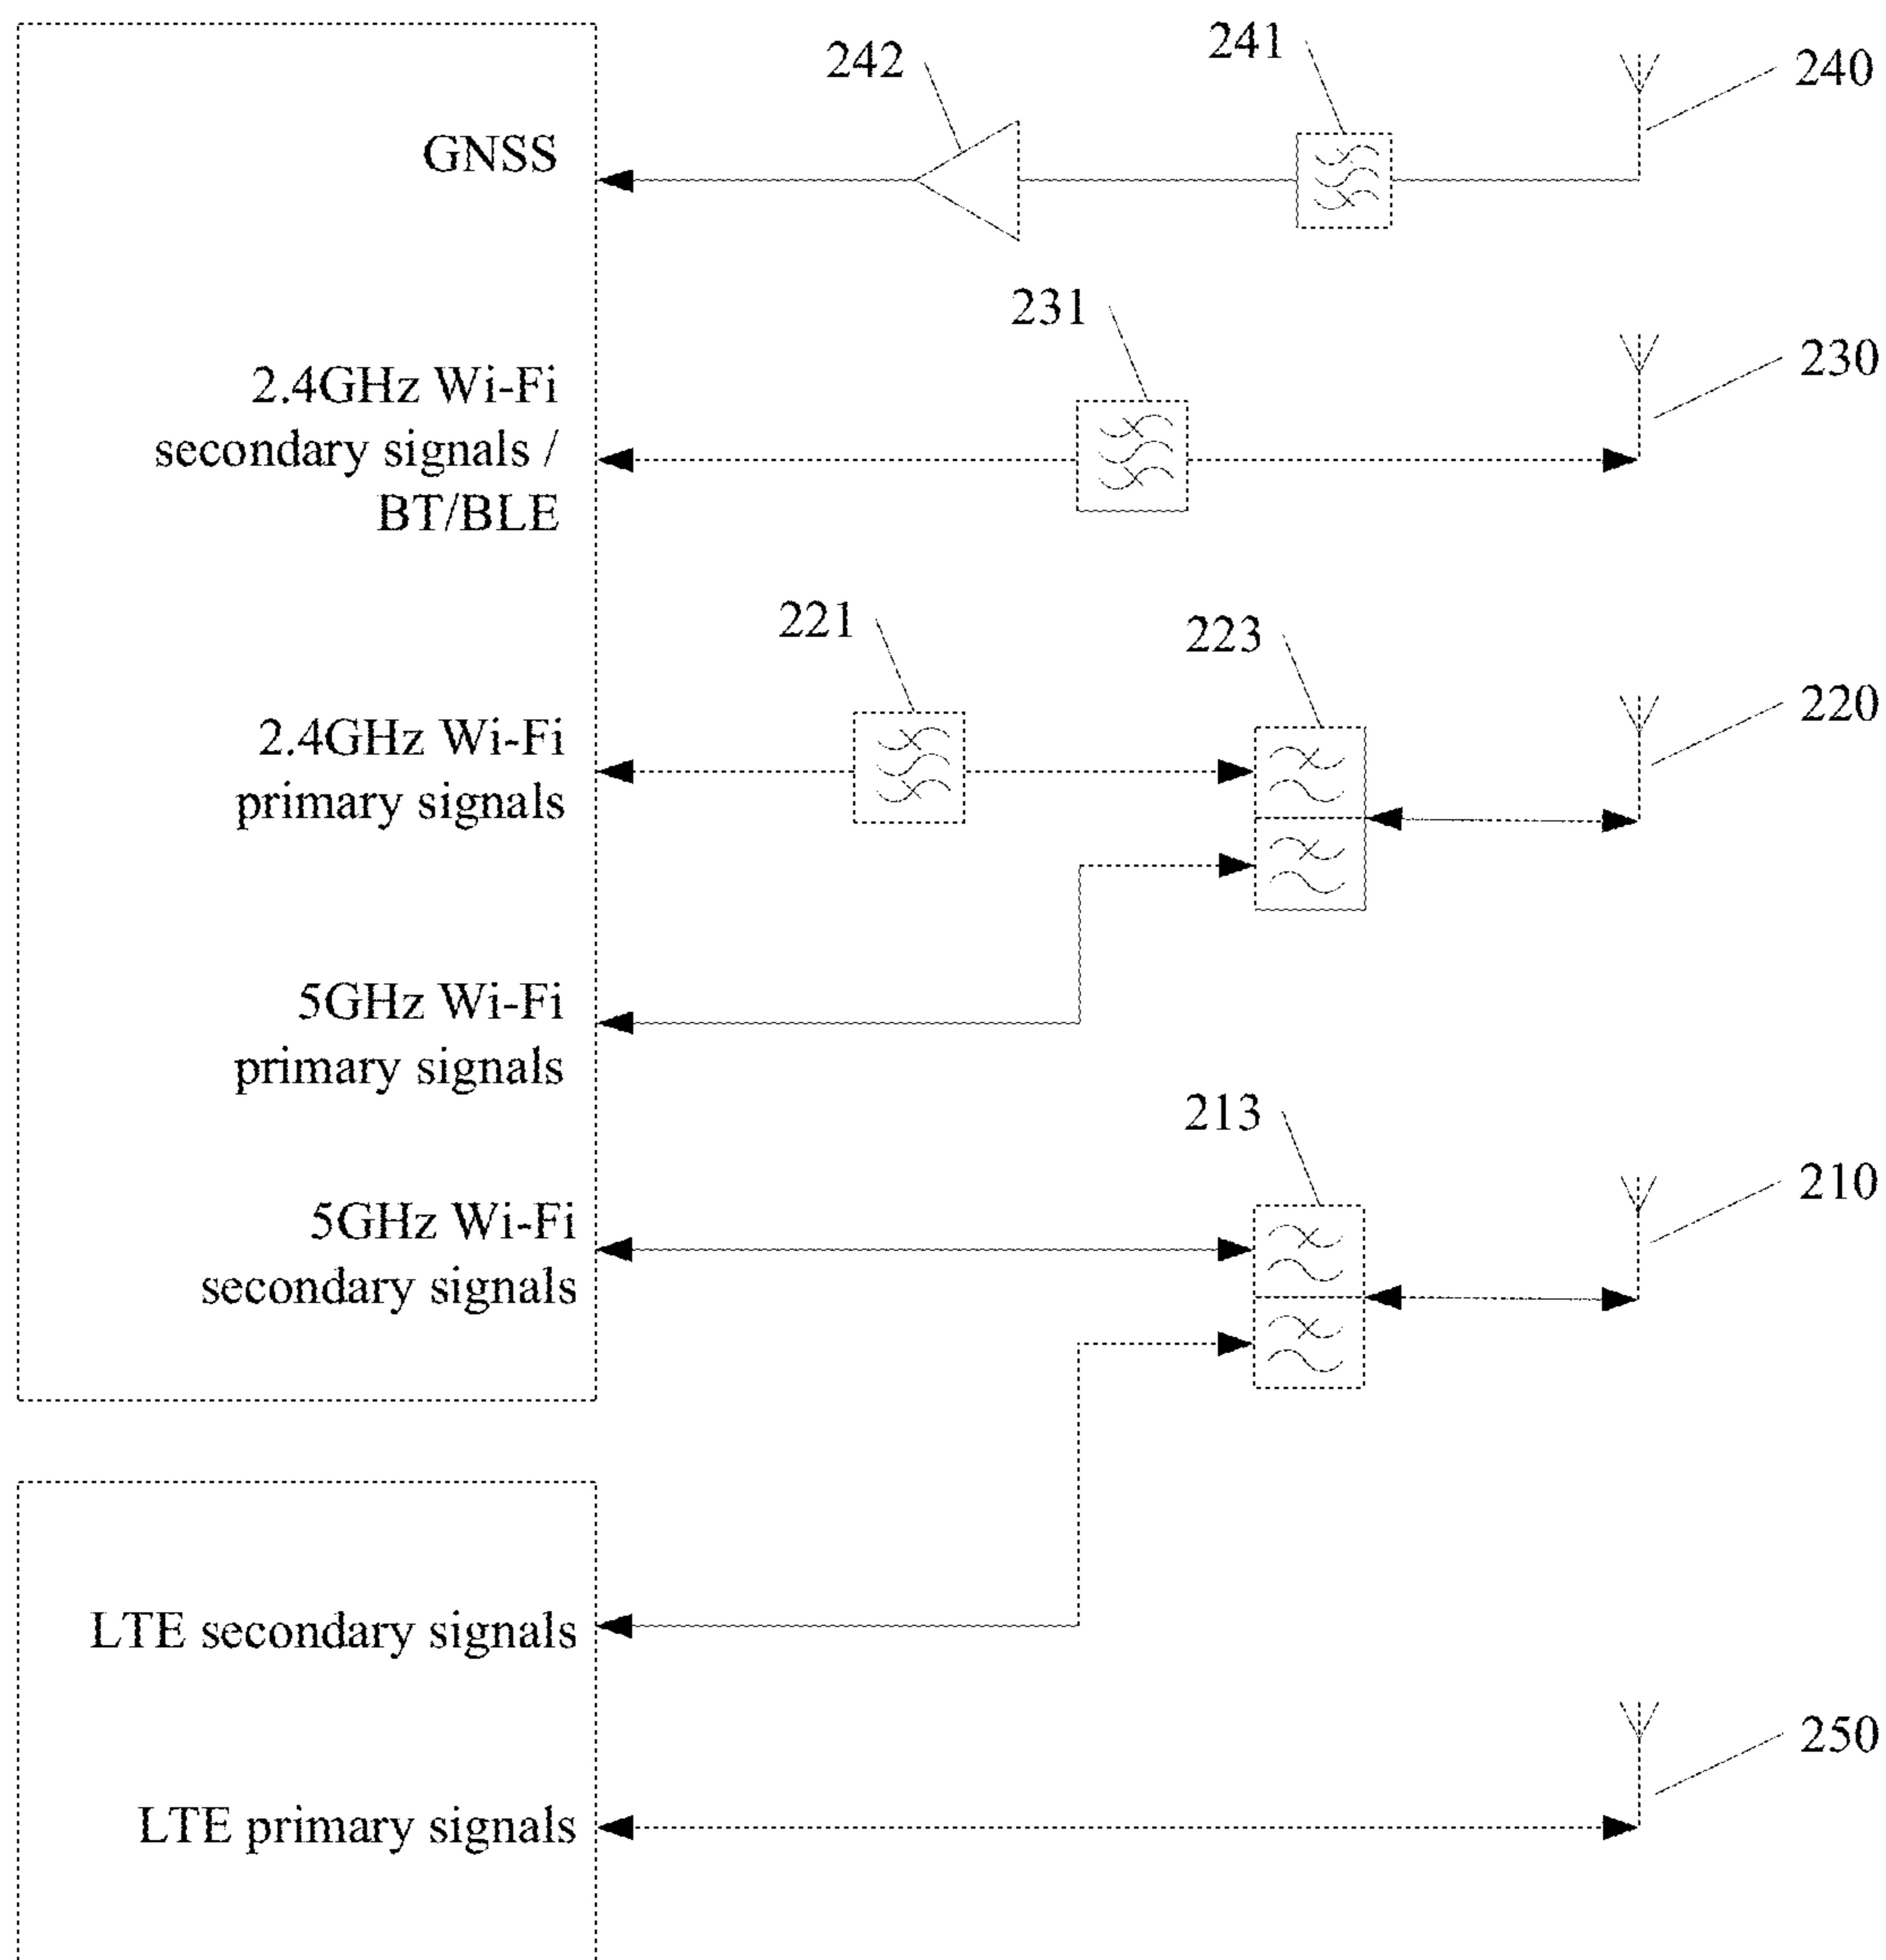 242
241
240
GNSS
231
230
2.4GHz Wi-Fi
secondary signals /
BT/BLE
221
223
220
2.4GHz Wi-Fi
primary signals
5GHz Wi-Fi
primary signals
213
210
5GHz Wi-Fi
secondary signals
LTE secondary signals
250
LTE primary signals